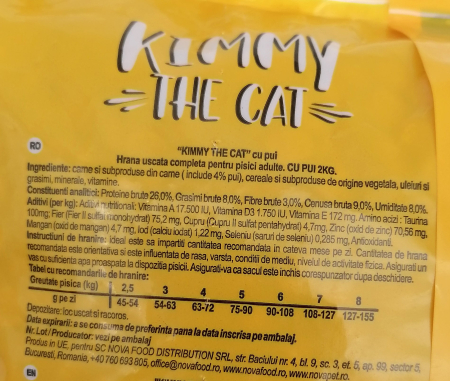 KIMMY
THE CAT
RO
"KIMMY THE CAT" cu pui
Hrana uscata completa pentru pisici adulte. CU PUI 2KG.
Ingrediente: carne si subproduse din carne ( include 4% pui), cereale si subproduse de origine vegetala, uleiuri si
grasimi, minerale, vitamine.
Constituenti analitici: Proteine brute 26,0%, Grasimi brute 8,0%, Fibre brute 3,0%, Cenusa bruta 9,0%, Umiditate 8,0%.
Aditivi (per kg): Aditivi nutritionali: Vitamina A 17.500 IU, Vitamina D3 1.750 IU, Vitamina E 172 mg, Amino acizi : Taurina
100mg; Fier (Fier II sulfat monohidrat) 75,2 mg, Cupru (Cupru II sulfat pentahidrat) 4,7mg, Zinc (oxid de zinc) 70,56 mg,
Mangan (oxid de mangan) 4,7 mg, iod (calciu iodat) 1,22 mg, Seleniu (saruri de seleniu) 0,285 mg, Antioxidanti.
Instructiuni de hranire: Ideal este sa impartiti cantitatea recomandata in cateva mese pe zi. Cantitatea de hrana
recomandata este orientativa si este influentata de rasa, varsta, conditii de mediu, nivelul de activitate fizica. Asigurati un
vas cu suficienta apa proaspata la dispozitia pisicii. Asigurati-va ca sacul este inchis corespunzator dupa deschidere.
Tabel cu recomandarile de hranire:
Greutate pisica (kg) 2,5 3 4 5 6 7 8
g pe zi 45-54 54-63 63-72 75-90 90-108 108-127 127-155
Depozitare: loc uscat si racoros.
Data expirarii: a se consuma de preferinta pana la data inscrisa pe ambalaj.
Nr. Lot / Producator: vezi pe ambalaj
Produs in UE, pentru SC NOVA FOOD DISTRIBUTION SRL, str. Baciului nr. 4, bl. 9, sc. 3, et. 5, ap. 99, sector 5,
Bucuresti, Romania, +40 760 693 805, office@novafood.ro, www.novafood.ro, www.novapet.ro
EN